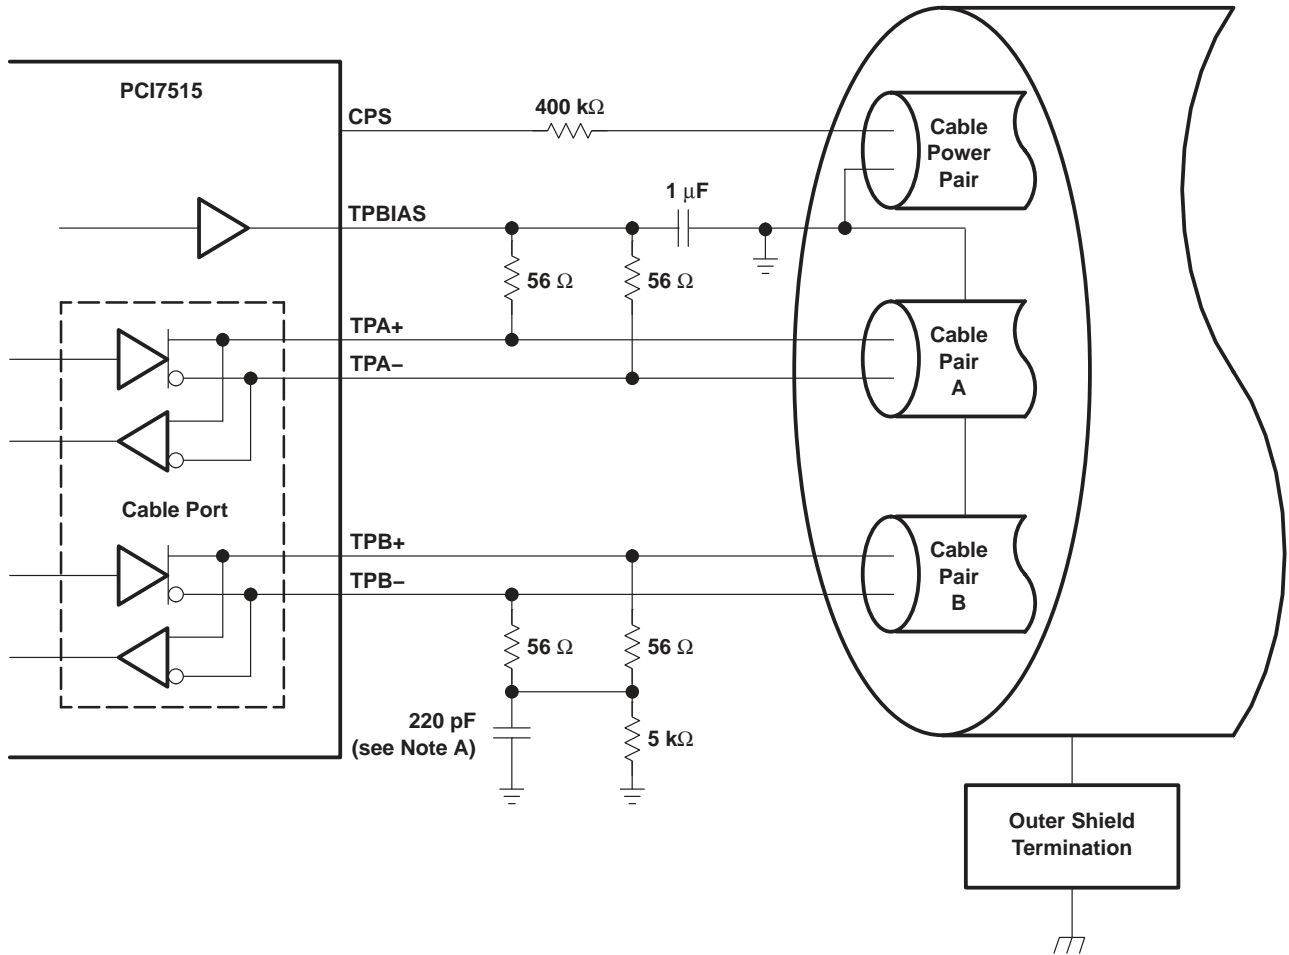 PCI7515
CPS
400 kΩ
Cable
Power
Pair
TPBIAS
1 μF
56 Ω
56 Ω
TPA+
TPA–
Cable
Pair
A
Cable Port
TPB+
TPB–
Cable
Pair
B
56 Ω
56 Ω
220 pF
(see Note A)
5 kΩ
Outer Shield
Termination